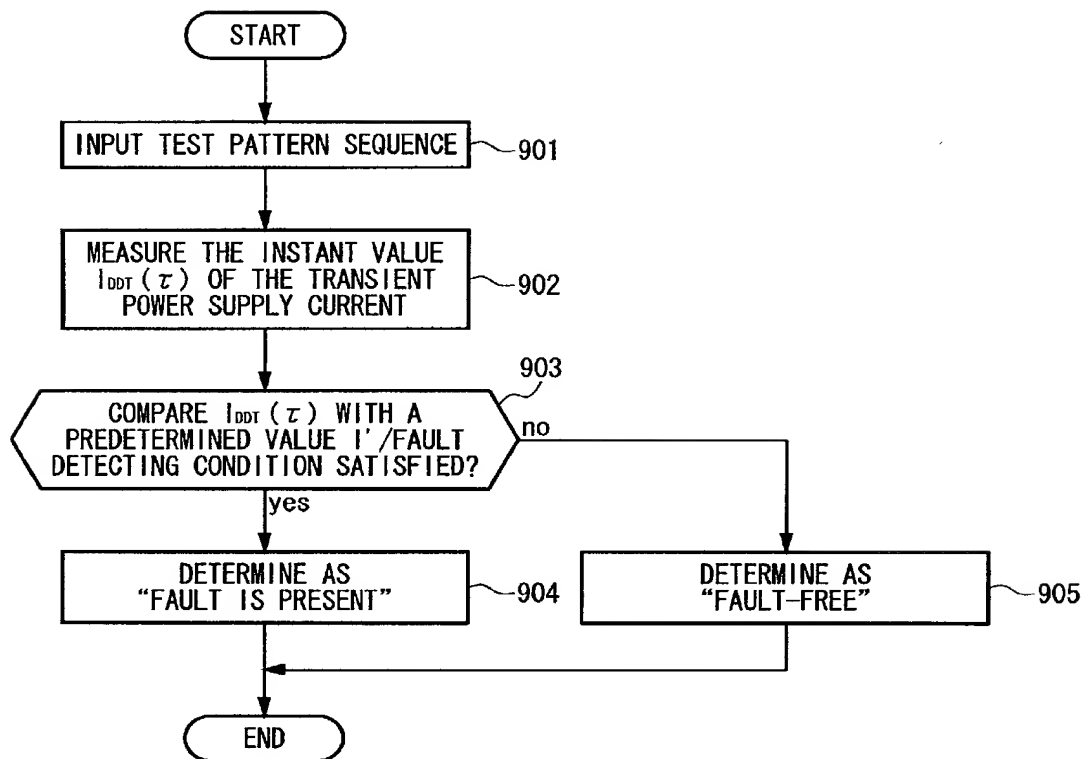 START
INPUT TEST PATTERN SEQUENCE
901
MEASURE THE INSTANT VALUE
IDDT(τ) OF THE TRANSIENT
POWER SUPPLY CURRENT
902
903
COMPARE IDDT(τ) WITH A
PREDETERMINED VALUE I'/FAULT
DETECTING CONDITION SATISFIED?
no
yes
DETERMINE AS
“FAULT IS PRESENT”
904
DETERMINE AS
“FAULT-FREE”
905
END